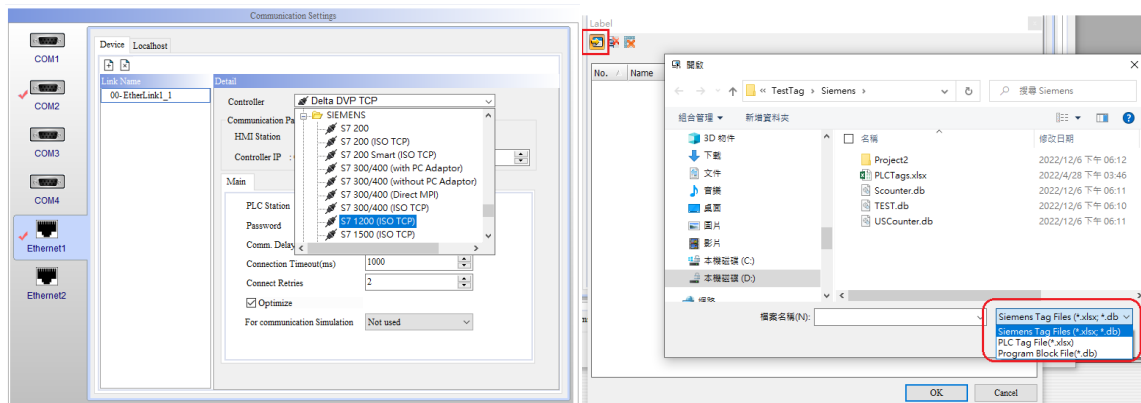 Communication Settings
COM1
COM2
COM3
COM4
Ethernet1
Ethernet2
Device Localhost
Link Name
00- EtherLink1_1
Detail
Controller Delta DVP TCP
Communication Pa
HMI Station
Controller IP :
SIEMENS
S7 200
S7 200 (ISO TCP)
S7 200 Smart (ISO TCP)
S7 300/400 (with PC Adaptor)
S7 300/400 (without PC Adaptor)
S7 300/400 (Direct MPI)
S7 300/400 (ISO TCP)
S7 1200 (ISO TCP)
S7 1500 (ISO TCP)
Main
PLC Station
Password
Comm. Delay
Connection Timeout(ms) 1000
Connect Retries 2
Optimize
For communication Simulation Not used
Label
No. / Name
開啟
« TestTag › Siemens ›
搜尋 Siemens
組合管理 新增資料夾
3D 物件
下載
文件
音樂
桌面
圖片
影片
本機磁碟 (C:)
本機磁碟 (D:)
網路
名稱 修改日期
Project2 2022/12/6 下午 06:12
PLCTags.xlsx 2022/4/28 下午 03:46
Scounter.db 2022/12/6 下午 06:11
TEST.db 2022/12/6 下午 06:10
USCounter.db 2022/12/6 下午 06:11
檔案名稱(N):
Siemens Tag Files (*.xlsx; *.db
Siemens Tag Files (*.xlsx; *.db)
PLC Tag File(*.xlsx)
Program Block File(*.db)
OK Cancel